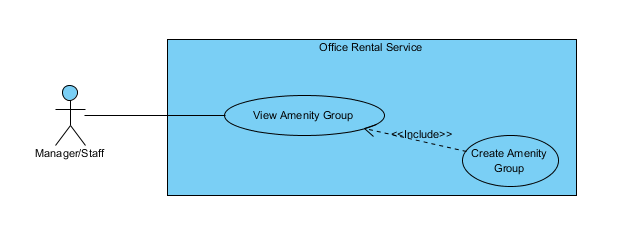 Office Rental Service
View Amenity Group
<<Include>>
Create Amenity
Group
Manager/Staff